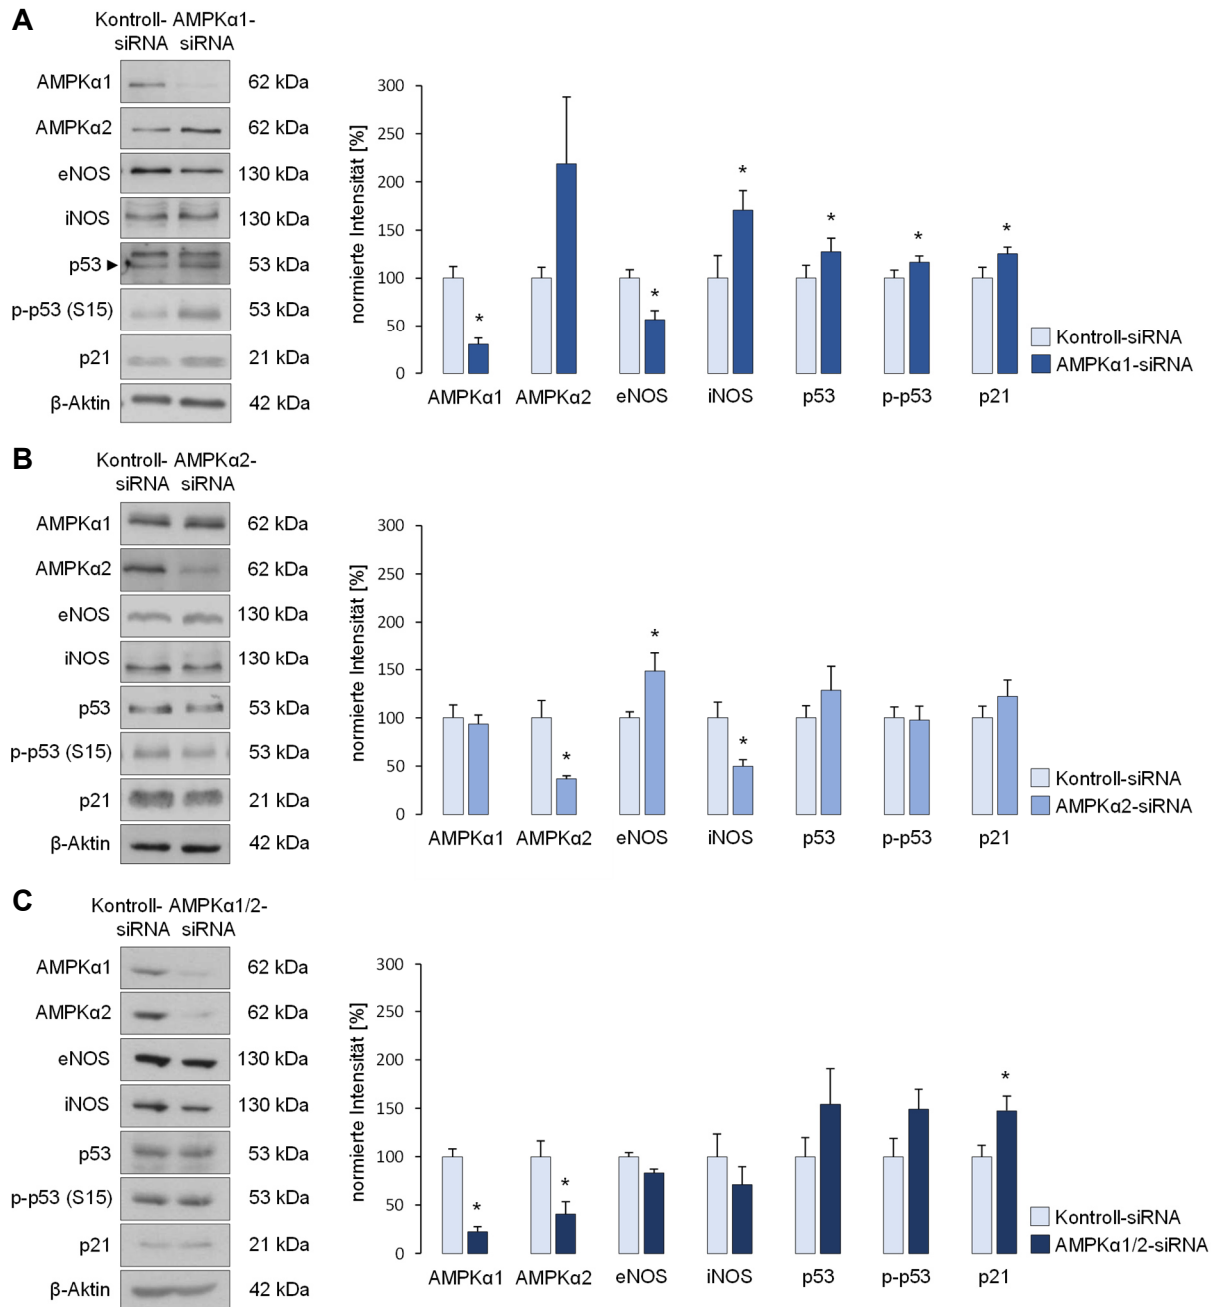 A
Kontroll- AMPKα1-
siRNA siRNA
AMPKα1 62 kDa
AMPKα2 62 kDa
eNOS 130 kDa
iNOS 130 kDa
p53 53 kDa
p-p53 (S15) 53 kDa
p21 21 kDa
β-Aktin 42 kDa
normierte Intensität [%]
300
250
200
150
100
50
0
* * * * * *
AMPKα1 AMPKα2 eNOS iNOS p53 p-p53 p21
Kontroll-siRNA
AMPKα1-siRNA
B
Kontroll- AMPKα2-
siRNA siRNA
AMPKα1 62 kDa
AMPKα2 62 kDa
eNOS 130 kDa
iNOS 130 kDa
p53 53 kDa
p-p53 (S15) 53 kDa
p21 21 kDa
β-Aktin 42 kDa
normierte Intensität [%]
300
250
200
150
100
50
0
* * *
AMPKα1 AMPKα2 eNOS iNOS p53 p-p53 p21
Kontroll-siRNA
AMPKα2-siRNA
C
Kontroll- AMPKα1/2-
siRNA siRNA
AMPKα1 62 kDa
AMPKα2 62 kDa
eNOS 130 kDa
iNOS 130 kDa
p53 53 kDa
p-p53 (S15) 53 kDa
p21 21 kDa
β-Aktin 42 kDa
normierte Intensität [%]
300
250
200
150
100
50
0
* * *
AMPKα1 AMPKα2 eNOS iNOS p53 p-p53 p21
Kontroll-siRNA
AMPKα1/2-siRNA